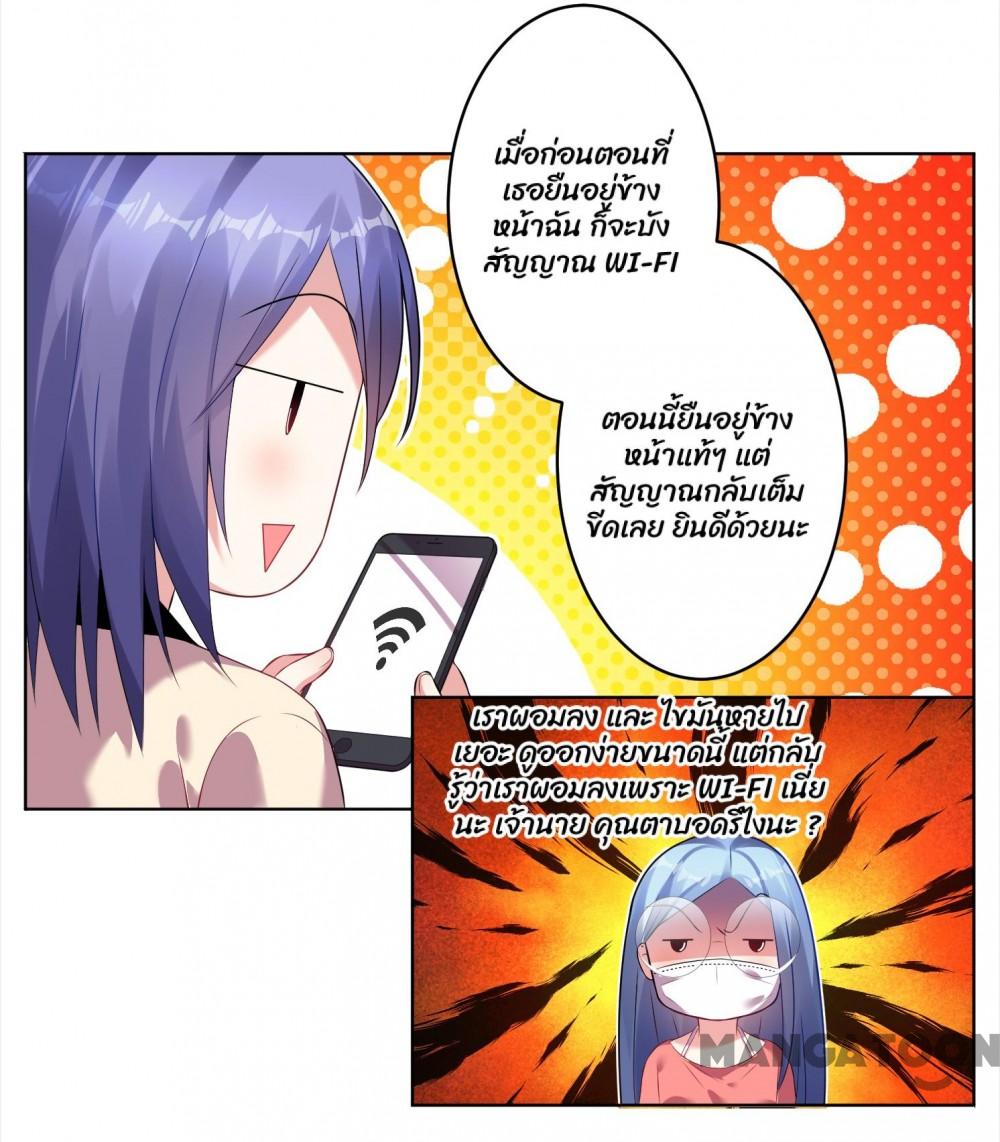 เมื่อก่อนตอนที่
เธอยืนอยู่ข้าง
หน้าฉัน ก็จะบัง
สัญญาณ WI-FI
ตอนนี้ยืนอยู่ข้าง
หน้าแท้ๆ แต่
สัญญาณกลับเต็ม
ขีดเลย ยินดีด้วยนะ
เราผอมลง และ ไขมันหายไป
เยอะ ดูออกง่ายขนาดนี้ แต่กลับ
รู้ว่าเราผอมลงเพราะ WI-FI เนี่ย
นะ เจ้านาย คุณตาบอดรึไงนะ ?
MANGATOON